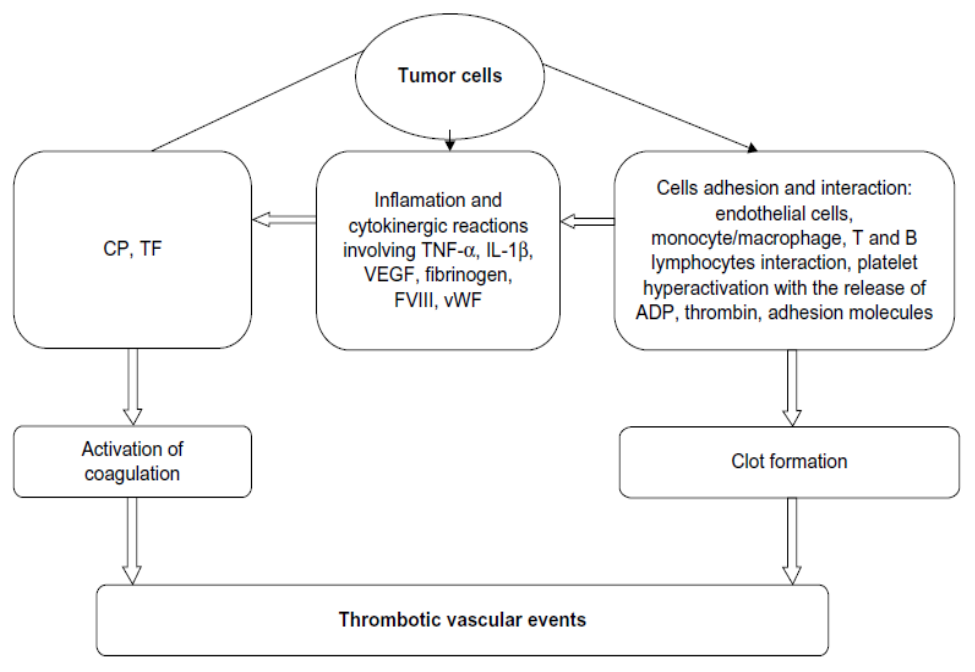 Tumor cells
CP, TF
Inflamation and
cytokinergic reactions
involving TNF-α, IL-1β,
VEGF, fibrinogen,
FVIII, vWF
Cells adhesion and interaction:
endothelial cells,
monocyte/macrophage, T and B
lymphocytes interaction, platelet
hyperactivation with the release of
ADP, thrombin, adhesion molecules
Activation of
coagulation
Clot formation
Thrombotic vascular events